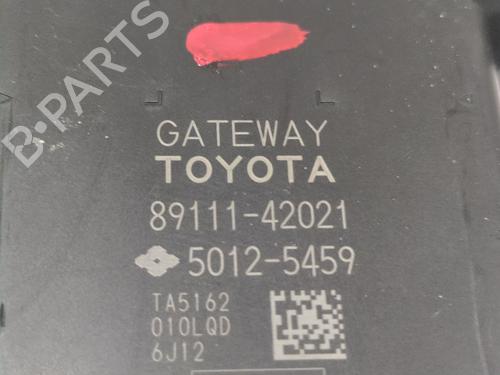 B-PARTS
GATEWAY
TOYOTA
89111-42021
5012-5459
TA5162
010LQD
6J12